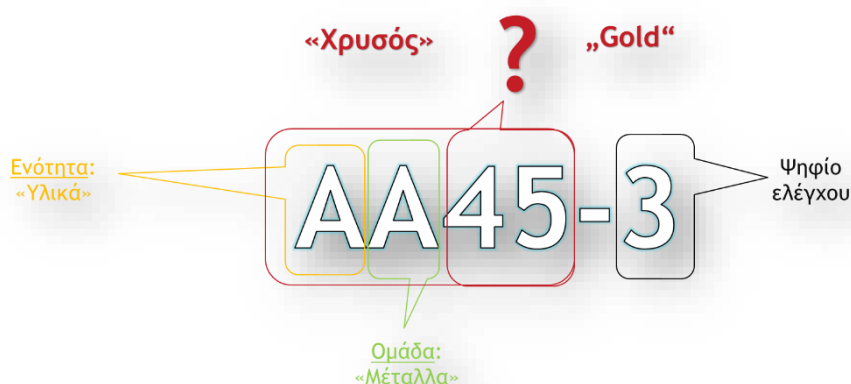 «Χρυσός» ? „Gold“
Ενότητα:
«Υλικά»
AA45-3
Ψηφίο
ελέγχου
Ομάδα:
«Μέταλλα»